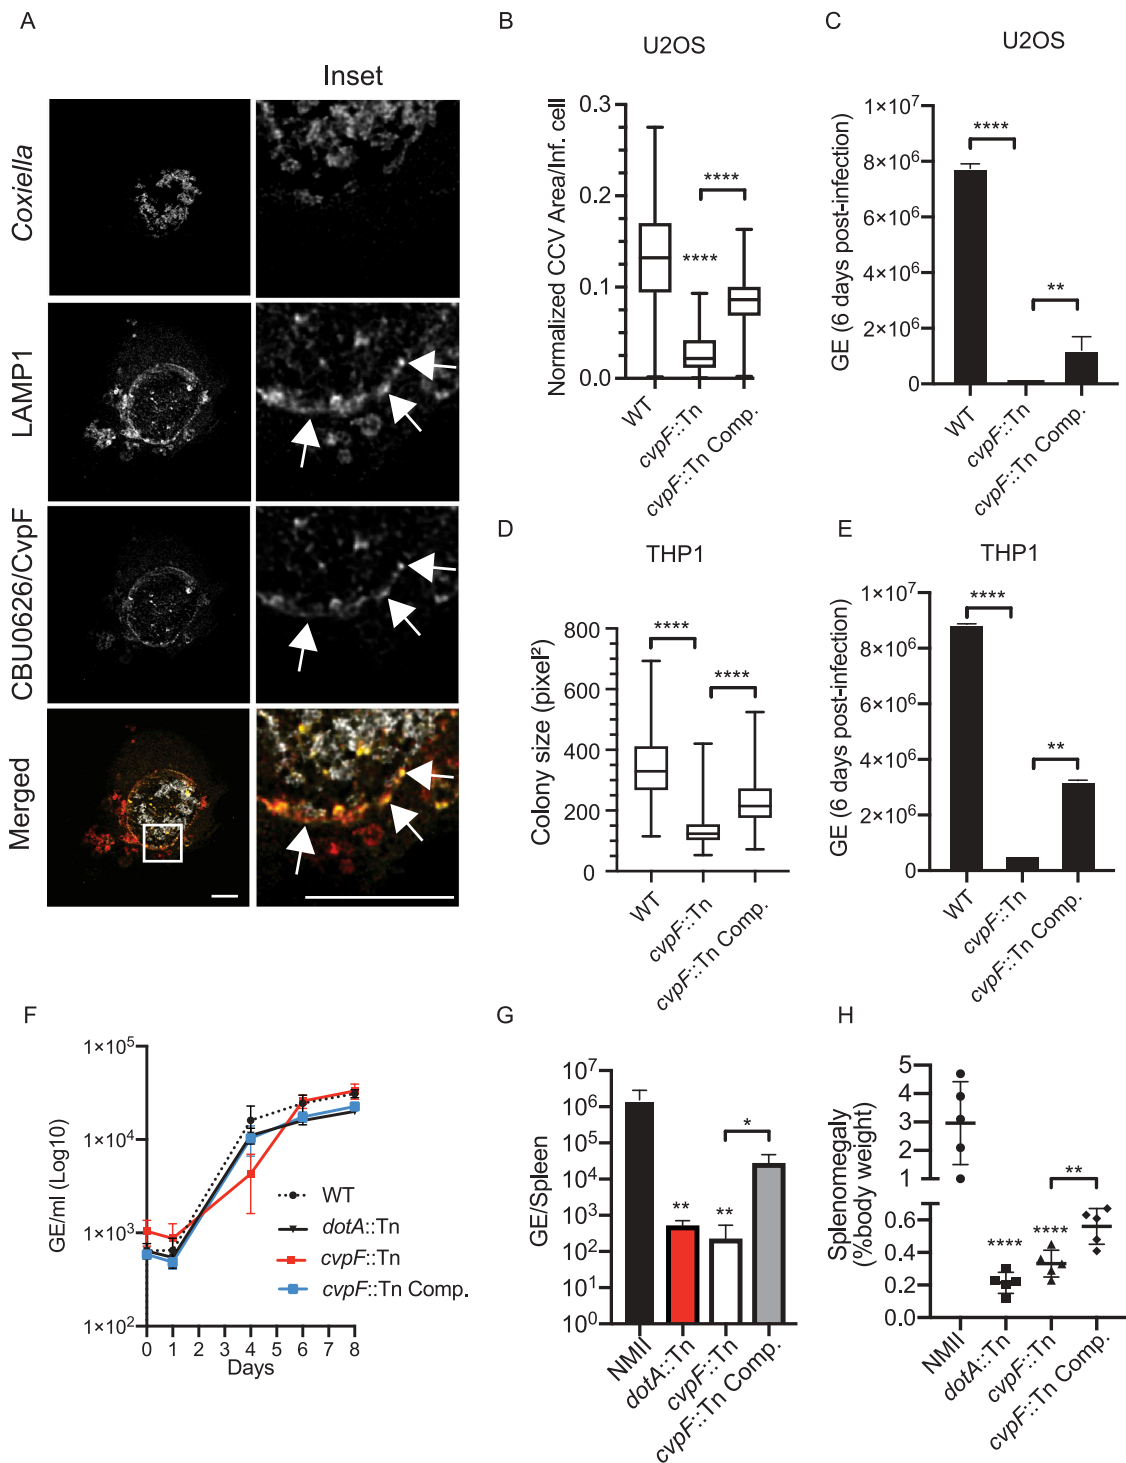 A
Inset
Coxiella
LAMP1
CBU0626/CvpF
Merged
B
U2OS
Normalized CCV Area/Inf. cell
0.3
0.2
0.1
0.0
****
****
WT
cvpF::Tn
cvpF::Tn Comp.
C
U2OS
GE (6 days post-infection)
1×10⁷
8×10⁶
6×10⁶
4×10⁶
2×10⁶
0
****
**
WT
cvpF::Tn
cvpF::Tn Comp.
D
THP1
Colony size (pixel²)
800
600
400
200
0
****
****
WT
cvpF::Tn
cvpF::Tn Comp.
E
THP1
GE (6 days post-infection)
1×10⁷
8×10⁶
6×10⁶
4×10⁶
2×10⁶
0
****
**
WT
cvpF::Tn
cvpF::Tn Comp.
F
GE/ml (Log10)
1×10⁵
1×10⁴
1×10³
1×10²
0 1 2 3 4 5 6 7 8
Days
WT
dotA::Tn
cvpF::Tn
cvpF::Tn Comp.
G
GE/Spleen
10⁷
10⁶
10⁵
10⁴
10³
10²
10¹
10⁰
**
**
*
NMII
dotA::Tn
cvpF::Tn
cvpF::Tn Comp.
H
Splenomegaly
(%body weight)
5
4
3
2
1
0.6
0.4
0.2
0.0
****
****
**
NMII
dotA::Tn
cvpF::Tn
cvpF::Tn Comp.